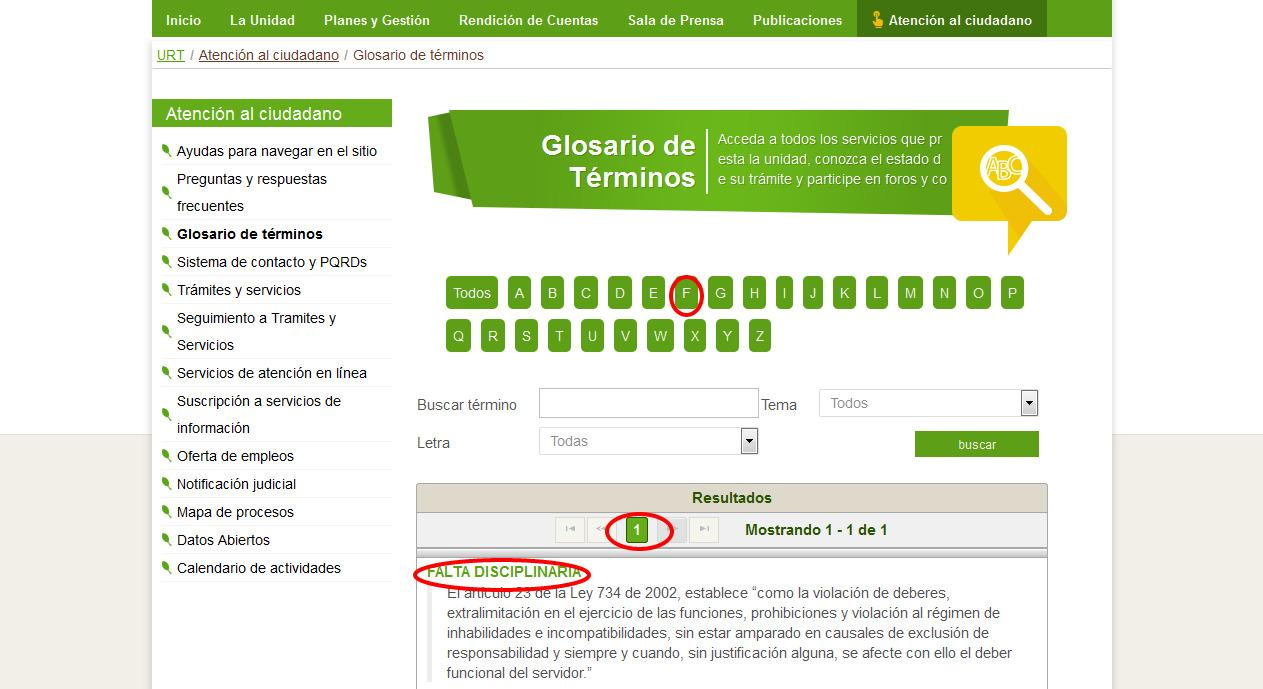 Inicio La Unidad Planes y Gestión Rendición de Cuentas Sala de Prensa Publicaciones Atención al ciudadano
URT / Atención al ciudadano / Glosario de términos
Atención al ciudadano
Ayudas para navegar en el sitio
Preguntas y respuestas
frecuentes
Glosario de términos
Sistema de contacto y PQRDs
Trámites y servicios
Seguimiento a Tramites y
Servicios
Servicios de atención en línea
Suscripción a servicios de
información
Oferta de empleos
Notificación judicial
Mapa de procesos
Datos Abiertos
Calendario de actividades
Glosario de
Términos
Acceda a todos los servicios que pr
esta la unidad, conozca el estado d
e su trámite y participe en foros y co
ABC
Todos A B C D E F G H I J K L M N O P
Q R S T U V W X Y Z
Buscar término Tema Todos
Letra Todas buscar
Resultados
1 Mostrando 1 - 1 de 1
FALTA DISCIPLINARIA
El artículo 23 de la Ley 734 de 2002, establece “como la violación de deberes,
extralimitación en el ejercicio de las funciones, prohibiciones y violación al régimen de
inhabilidades e incompatibilidades, sin estar amparado en causales de exclusión de
responsabilidad y siempre y cuando, sin justificación alguna, se afecte con ello el deber
funcional del servidor.”